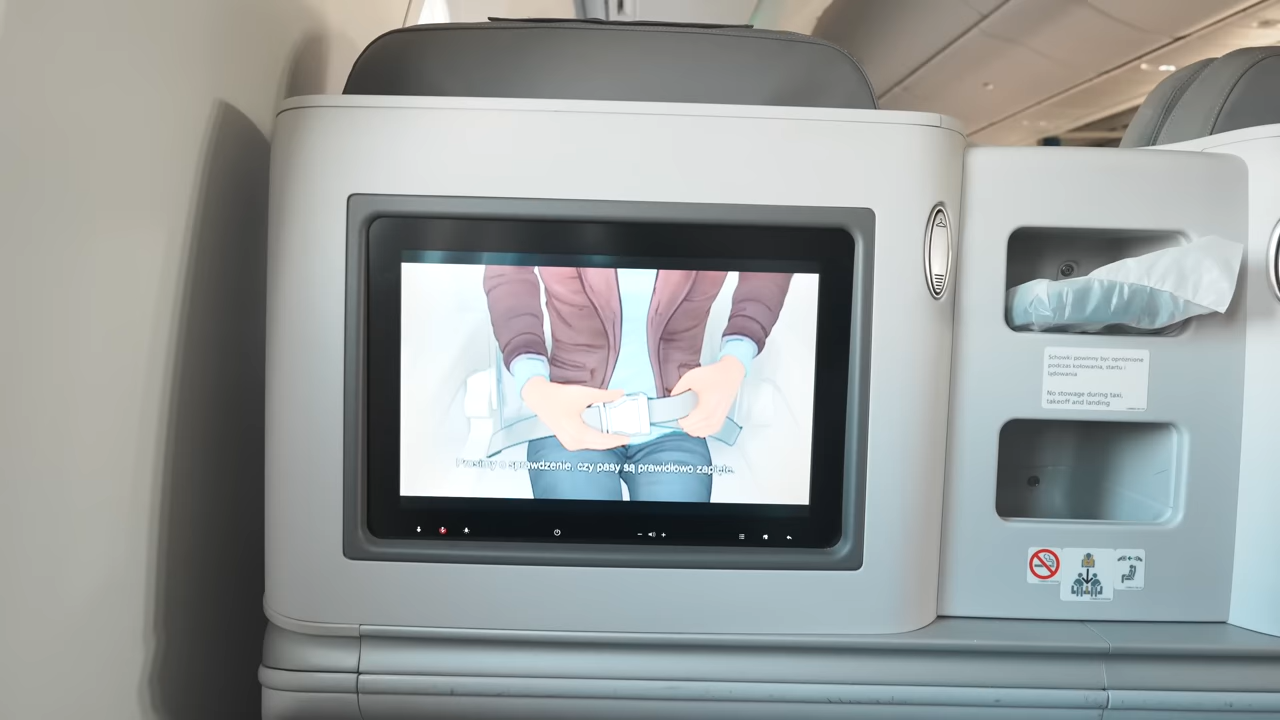 Prosimy o sprawdzenie, czy pasy są prawidłowo zapięte.
Schowki powinny być opróżnione
podczas kołowania, startu i
lądowania
No stowage during taxi,
takeoff and landing